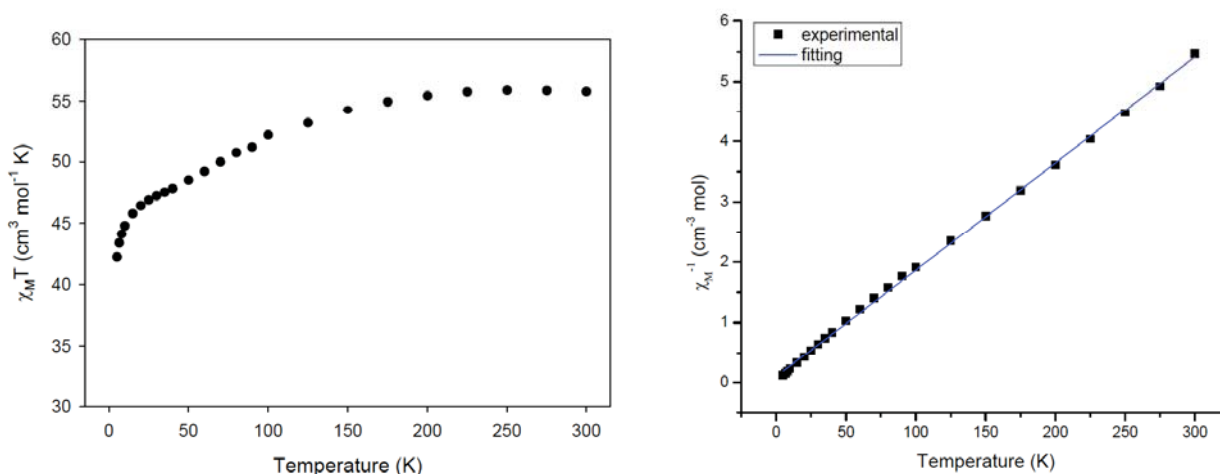 60
55
50
45
40
35
30
χ_M T (cm³ mol⁻¹ K)
0 50 100 150 200 250 300
Temperature (K)
6
5
4
3
2
1
0
χ_M⁻¹ (cm⁻³ mol)
experimental
fitting
0 50 100 150 200 250 300
Temperature (K)